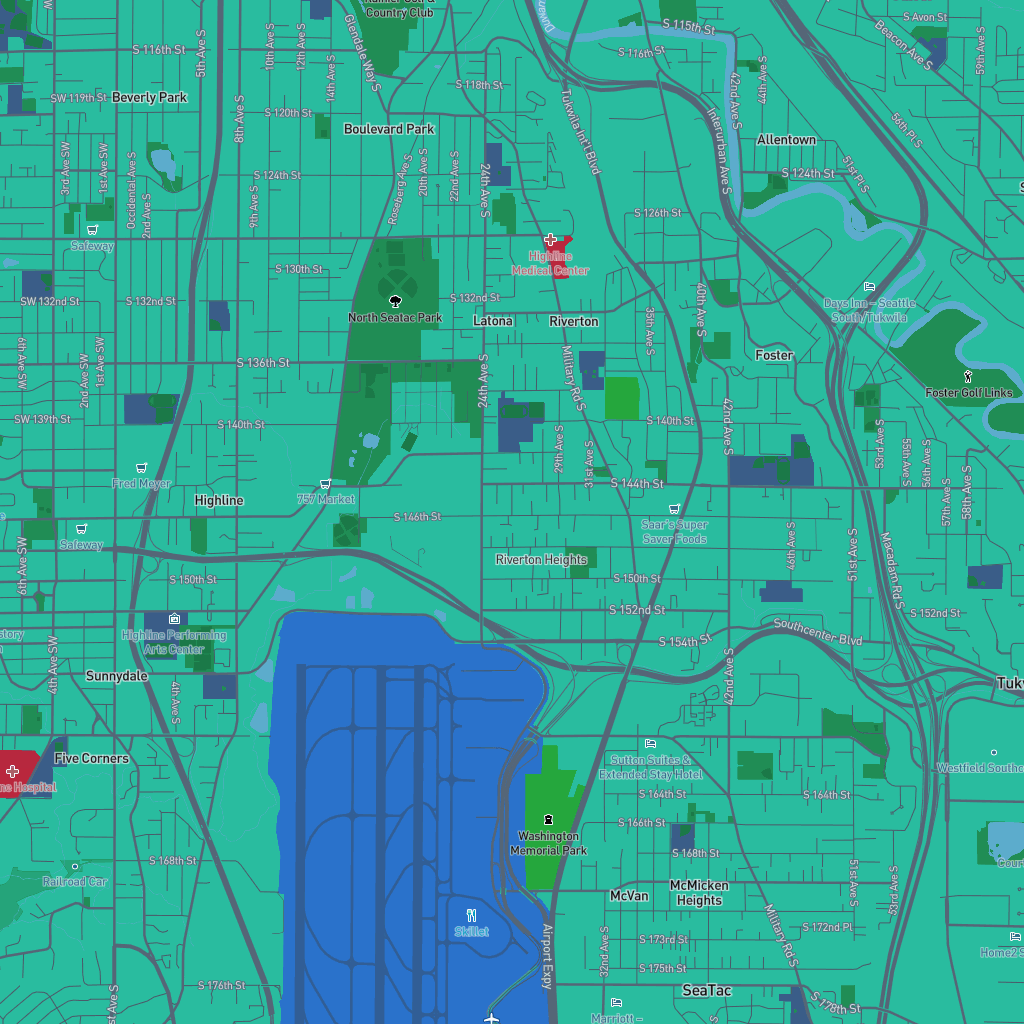 Country Club
S 115th St
S Avon St
Beacon Ave S
59th Ave S
Glendale Way S
5th Ave S
10th Ave S
12th Ave S
14th Ave S
S 116th St
S 116th St
S 118th St
42nd Ave S
44th Ave S
SW 119th St
Beverly Park
8th Ave S
S 120th St
Tukwila Int'l Blvd
Interurban Ave S
56th Pl S
Boulevard Park
Allentown
3rd Ave SW
1st Ave SW
Occidental Ave S
2nd Ave S
S 124th St
S 124th St
51st Pl S
9th Ave S
Roseberg Ave S
20th Ave S
22nd Ave S
24th Ave S
S 126th St
Safeway
Highline
Medical Center
S 130th St
SW 132nd St
S 132nd St
S 132nd St
North Seatac Park
Latona
Riverton
35th Ave S
40th Ave S
Days Inn – Seattle
South/Tukwila
6th Ave SW
2nd Ave SW
1st Ave SW
S 136th St
24th Ave S
Military Rd S
Foster
Foster Golf Links
SW 139th St
S 140th St
S 140th St
42nd Ave S
29th Ave S
31st Ave S
53rd Ave S
55th Ave S
56th Ave S
57th Ave S
58th Ave S
Fred Meyer
757 Market
S 144th St
Highline
S 146th St
Saar's Super
Saver Foods
Safeway
6th Ave SW
Riverton Heights
46th Ave S
51st Ave S
Macadam Rd S
S 150th St
S 150th St
S 152nd St
S 152nd St
Highline Performing
Arts Center
S 154th St
Southcenter Blvd
4th Ave SW
Sunnydale
4th Ave S
42nd Ave S
Five Corners
Sutton Suites &
Extended Stay Hotel
S 164th St
S 164th St
S 166th St
Washington
Memorial Park
S 168th St
S 168th St
Railroad Car
McVan
McMicken
Heights
51st Ave S
53rd Ave S
Skillet
Airport Expy
32nd Ave S
Military Rd S
S 172nd Pl
S 173rd St
S 175th St
S 176th St
SeaTac
S 178th St
Marriott –